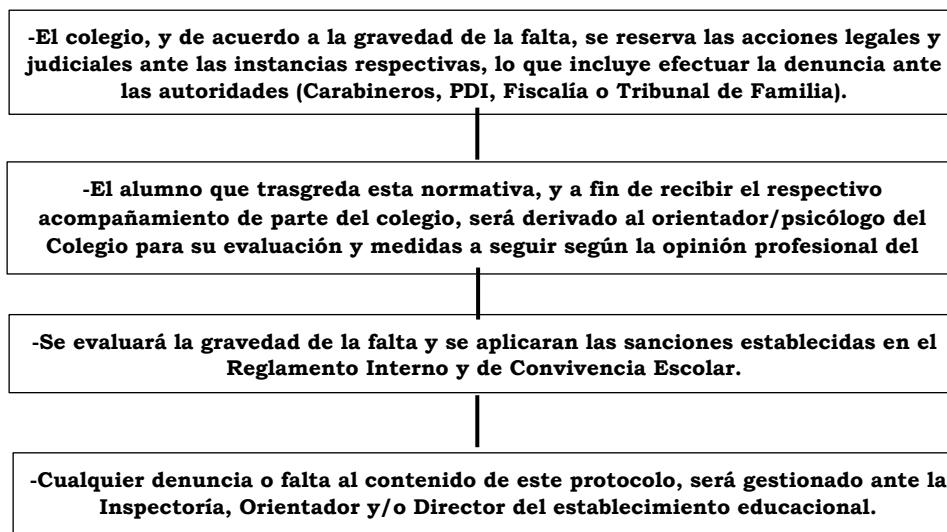 -El colegio, y de acuerdo a la gravedad de la falta, se reserva las acciones legales y
judiciales ante las instancias respectivas, lo que incluye efectuar la denuncia ante
las autoridades (Carabineros, PDI, Fiscalía o Tribunal de Familia).
-El alumno que trasgreda esta normativa, y a fin de recibir el respectivo
acompañamiento de parte del colegio, será derivado al orientador/psicólogo del
Colegio para su evaluación y medidas a seguir según la opinión profesional del
-Se evaluará la gravedad de la falta y se aplicaran las sanciones establecidas en el
Reglamento Interno y de Convivencia Escolar.
-Cualquier denuncia o falta al contenido de este protocolo, será gestionado ante la
Inspectoría, Orientador y/o Director del establecimiento educacional.